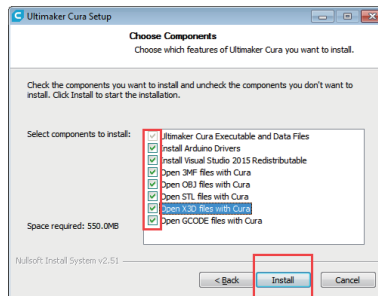 Ultimaker Cura Setup
Choose Components
Choose which features of Ultimaker Cura you want to install.
Check the components you want to install and uncheck the components you don't want to
install. Click Install to start the installation.
Select components to install:
Ultimaker Cura Executable and Data Files
Install Arduino Drivers
Install Visual Studio 2015 Redistributable
Open 3MF files with Cura
Open OBJ files with Cura
Open STL files with Cura
Open X3D files with Cura
Open GCODE files with Cura
Space required: 550.0MB
Nullsoft Install System v2.51
< Back
Install
Cancel